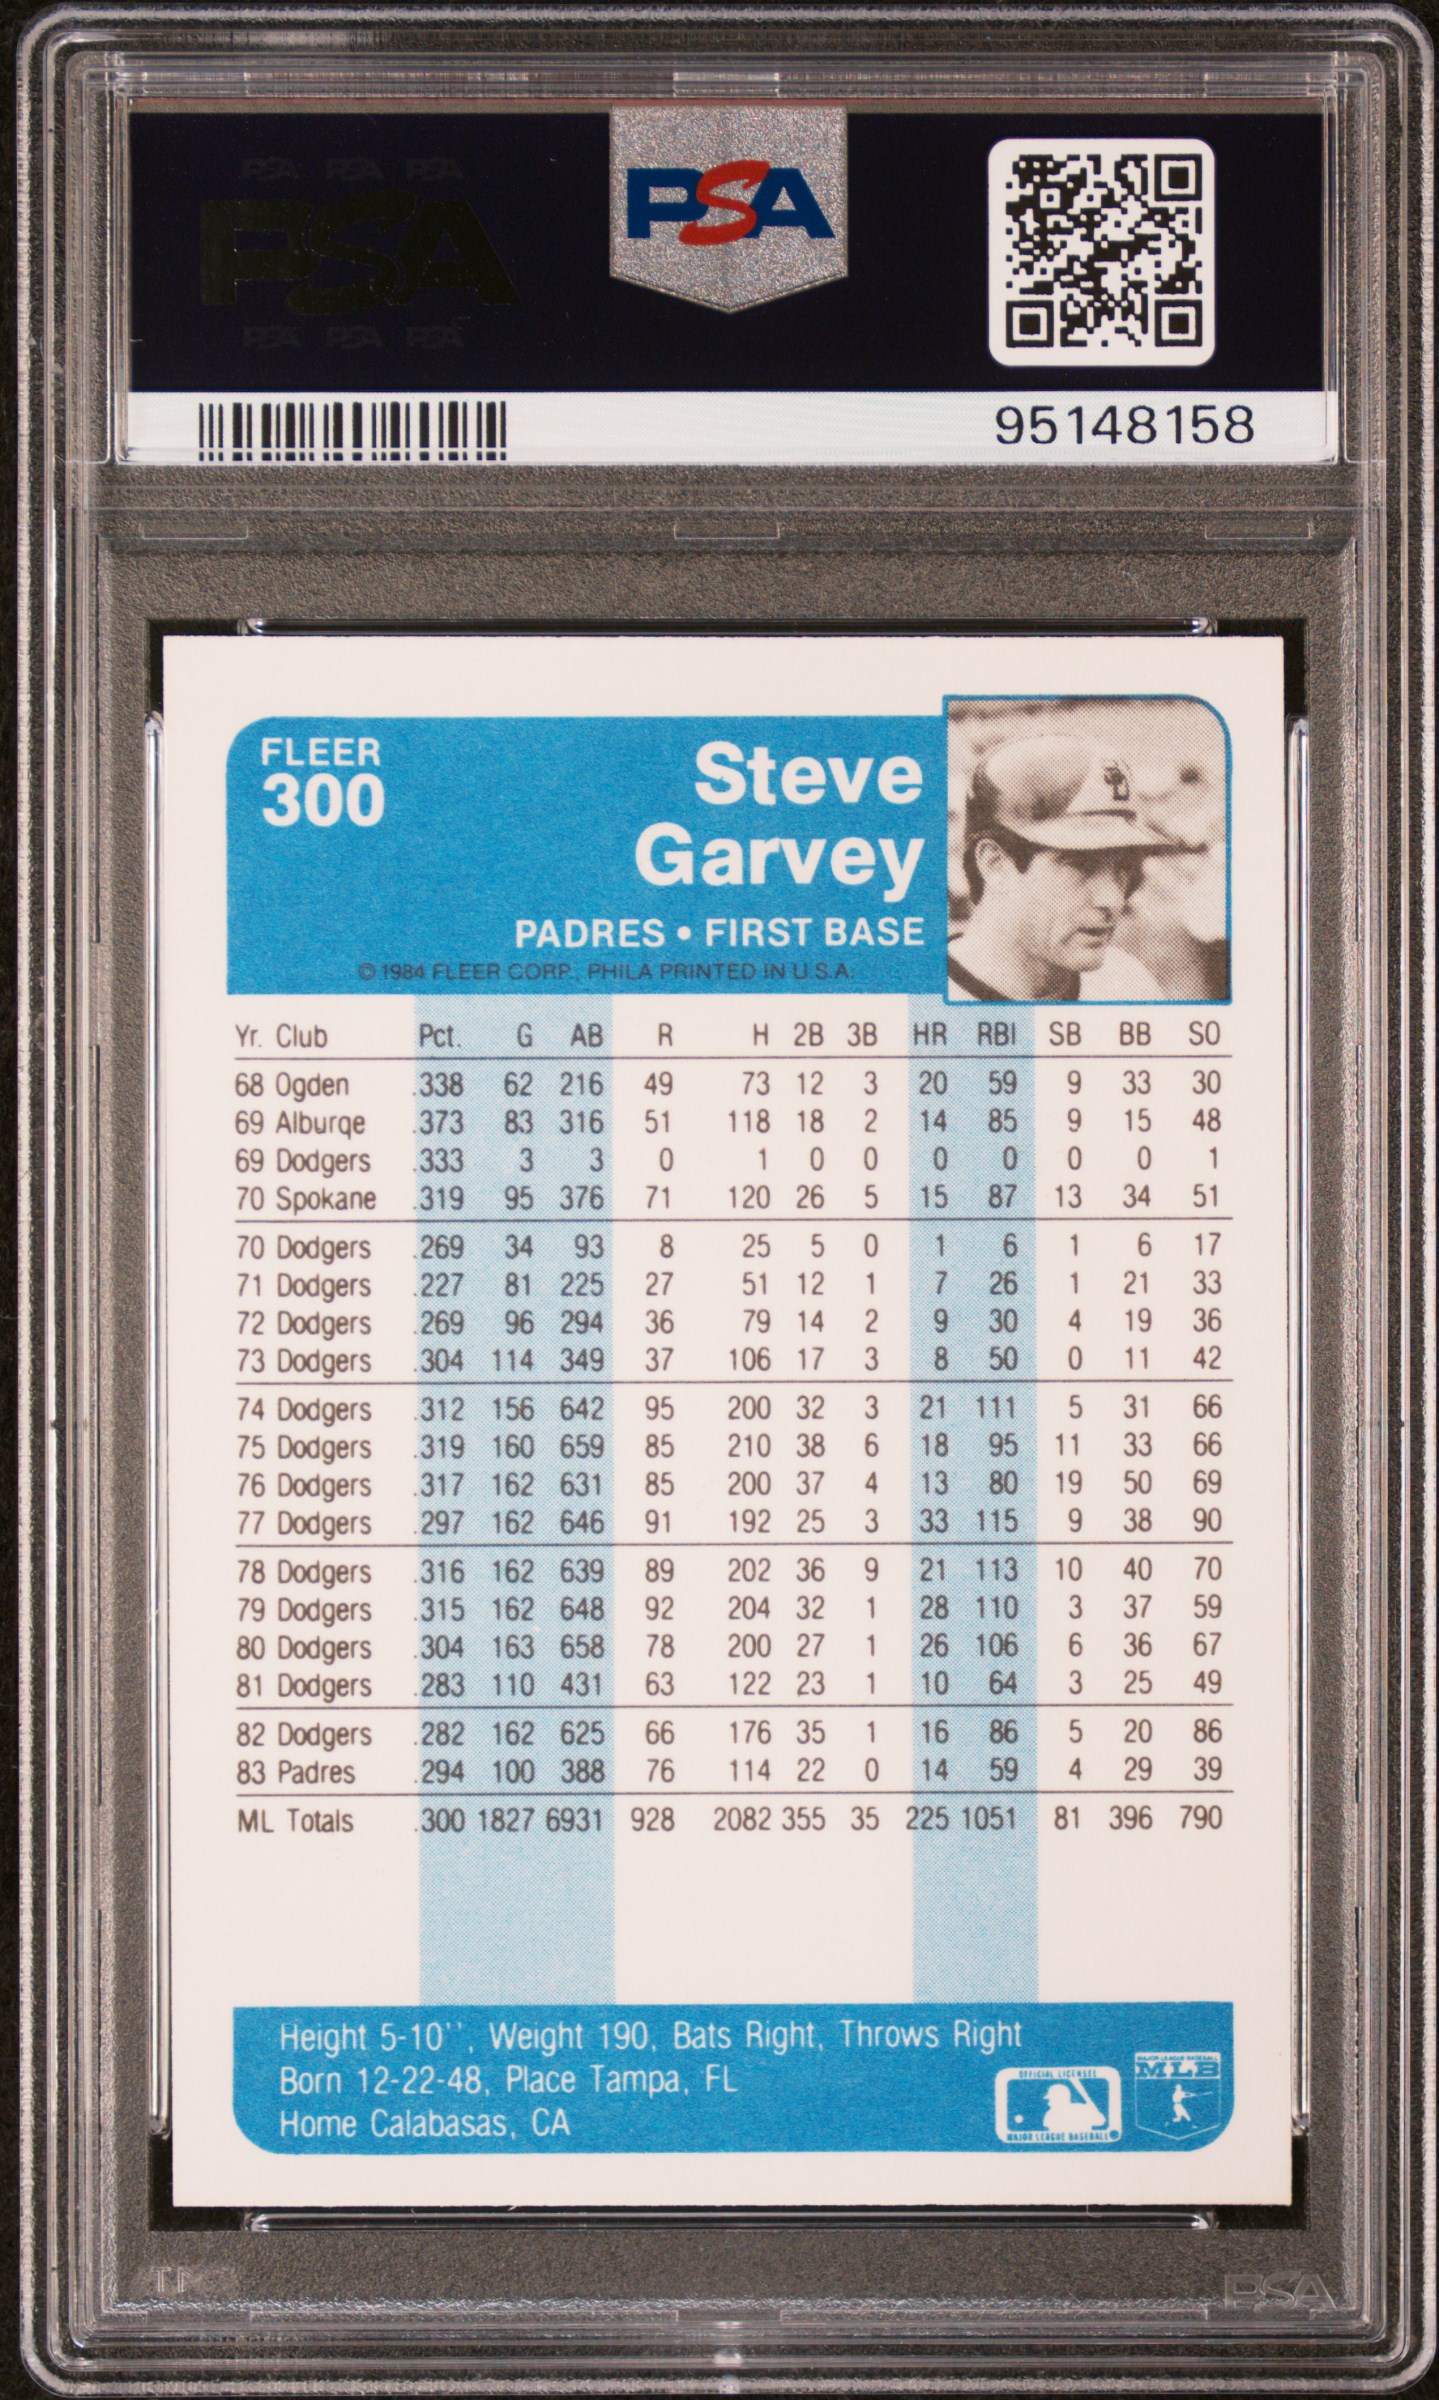 PSA PSA PSA
PSA
PSA PSA PSA
PSA
95148158
FLEER
300
Steve
Garvey
PADRES • FIRST BASE
© 1984 FLEER CORP., PHILA PRINTED IN U.S.A.
Yr. Club Pct. G AB R H 2B 3B HR RBI SB BB SO
68 Ogden .338 62 216 49 73 12 3 20 59 9 33 30
69 Alburqe .373 83 316 51 118 18 2 14 85 9 15 48
69 Dodgers .333 3 3 0 1 0 0 0 0 0 0 1
70 Spokane .319 95 376 71 120 26 5 15 87 13 34 51
70 Dodgers .269 34 93 8 25 5 0 1 6 1 6 17
71 Dodgers .227 81 225 27 51 12 1 7 26 1 21 33
72 Dodgers .269 96 294 36 79 14 2 9 30 4 19 36
73 Dodgers .304 114 349 37 106 17 3 8 50 0 11 42
74 Dodgers .312 156 642 95 200 32 3 21 111 5 31 66
75 Dodgers .319 160 659 85 210 38 6 18 95 11 33 66
76 Dodgers .317 162 631 85 200 37 4 13 80 19 50 69
77 Dodgers .297 162 646 91 192 25 3 33 115 9 38 90
78 Dodgers .316 162 639 89 202 36 9 21 113 10 40 70
79 Dodgers .315 162 648 92 204 32 1 28 110 3 37 59
80 Dodgers .304 163 658 78 200 27 1 26 106 6 36 67
81 Dodgers .283 110 431 63 122 23 1 10 64 3 25 49
82 Dodgers .282 162 625 66 176 35 1 16 86 5 20 86
83 Padres .294 100 388 76 114 22 0 14 59 4 29 39
ML Totals .300 1827 6931 928 2082 355 35 225 1051 81 396 790
Height 5-10'', Weight 190, Bats Right, Throws Right
Born 12-22-48, Place Tampa, FL
Home Calabasas, CA
OFFICIAL LICENSEE
MAJOR LEAGUE BASEBALL®
MAJOR LEAGUE BASEBALL
MLB
PSA